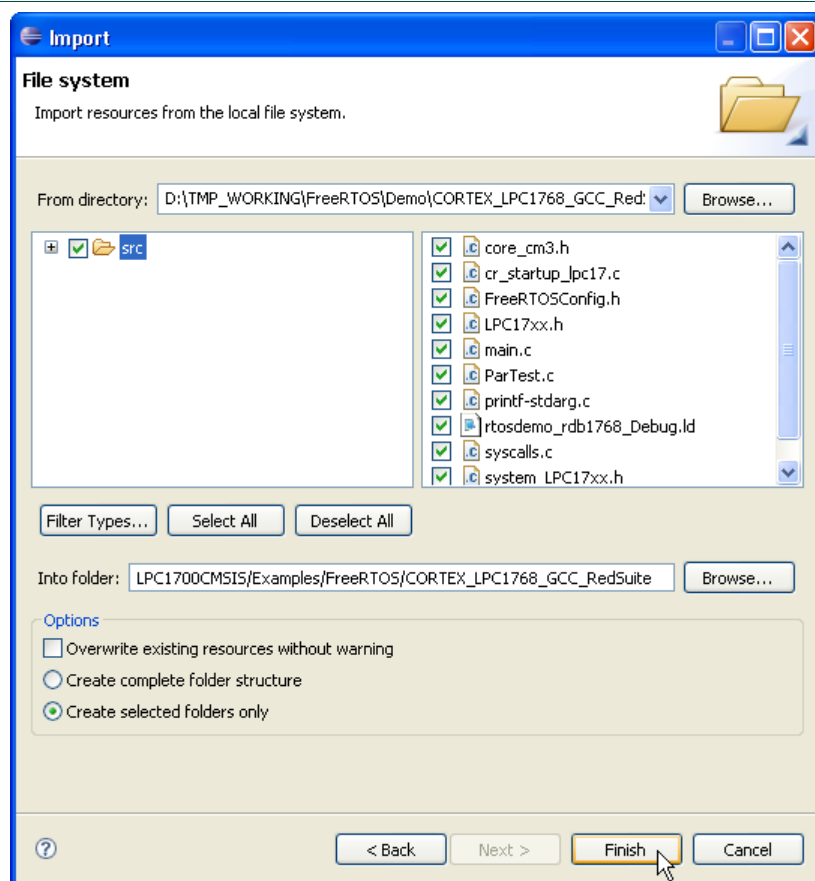 Import
File system
Import resources from the local file system.
From directory: D:\TMP_WORKING\FreeRTOS\Demo\CORTEX_LPC1768_GCC_Red: Browse...
src
core_cm3.h
cr_startup_lpc17.c
FreeRTOSConfig.h
LPC17xx.h
main.c
ParTest.c
printf-stdarg.c
rtosdemo_rdb1768_Debug.ld
syscalls.c
system_LPC17xx.h
Filter Types... Select All Deselect All
Into folder: LPC1700CMSIS/Examples/FreeRTOS/CORTEX_LPC1768_GCC_RedSuite Browse...
Options
Overwrite existing resources without warning
Create complete folder structure
Create selected folders only
? < Back Next > Finish Cancel